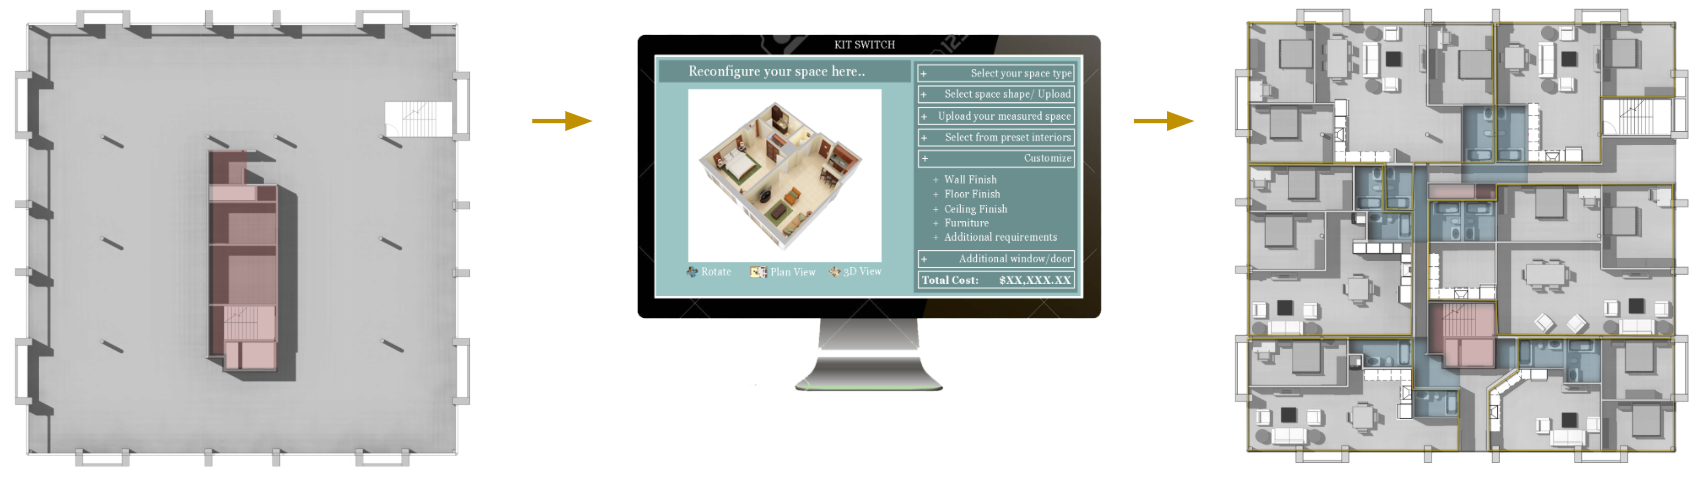 KIT SWITCH
Reconfigure your space here..
+ Select your space type
+ Select space shape/ Upload
+ Upload your measured space
+ Select from preset interiors
+ Customize
+ Wall Finish
+ Floor Finish
+ Ceiling Finish
+ Furniture
+ Additional requirements
+ Additional window/door
Total Cost: $XX,XXX.XX
Rotate Plan View 3D View